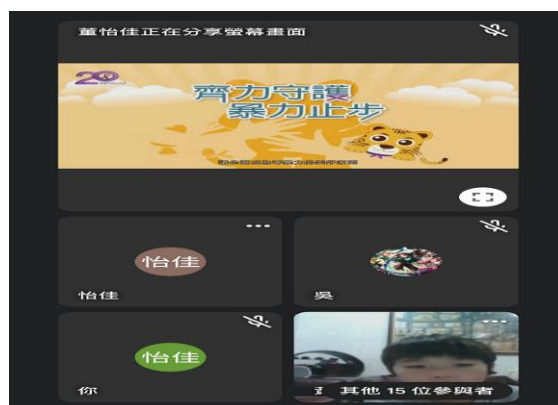 董怡佳正在分享螢幕畫面
20
齊力守護
暴力止步
怡佳
怡佳
吳
怡佳
你
其他 15 位參與者